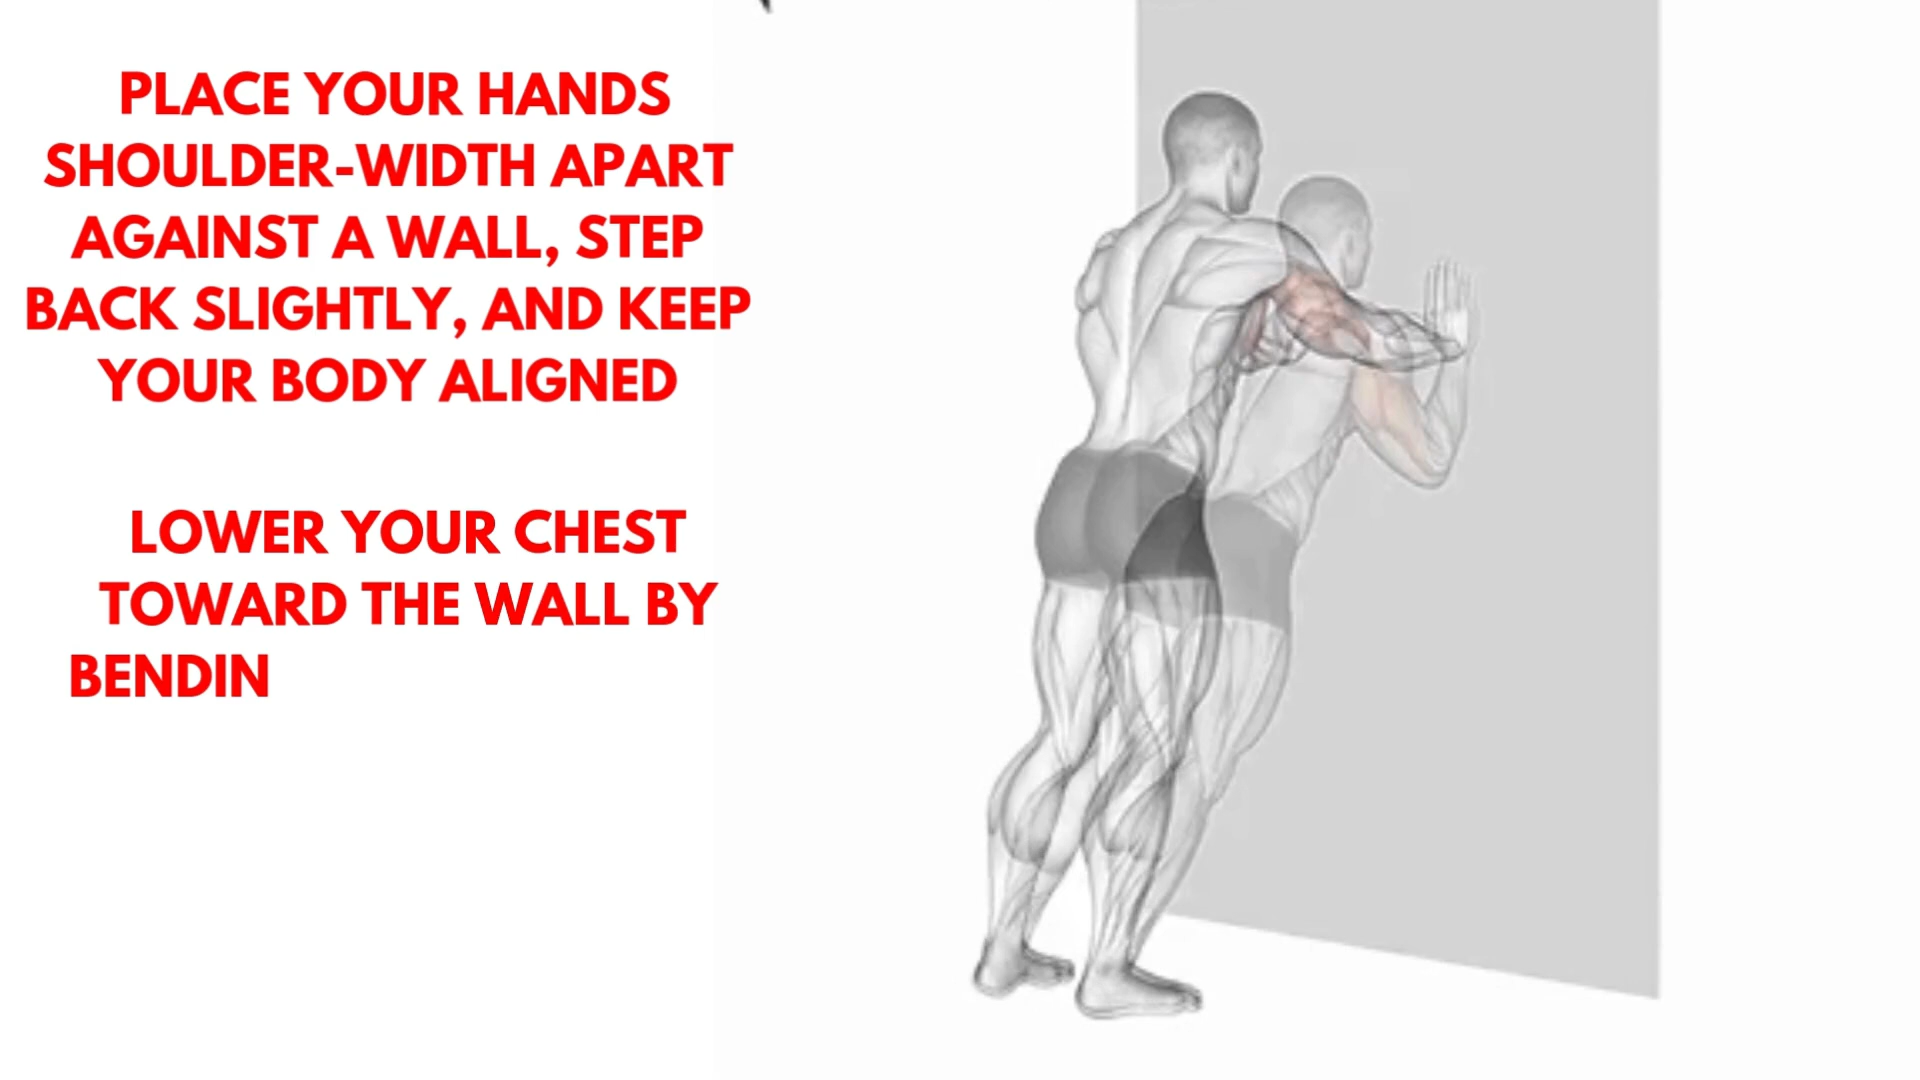 PLACE YOUR HANDS
SHOULDER-WIDTH APART
AGAINST A WALL, STEP
BACK SLIGHTLY, AND KEEP
YOUR BODY ALIGNED
LOWER YOUR CHEST
TOWARD THE WALL BY
BENDIN